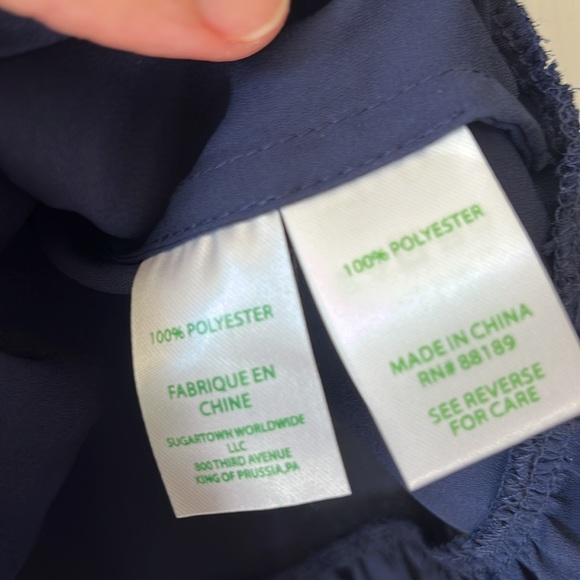 100% POLYESTER
FABRIQUE EN
CHINE
SUGARTOWN WORLDWIDE
LLC
800 THIRD AVENUE
KING OF PRUSSIA,PA
100% POLYESTER
MADE IN CHINA
RN# 88189
SEE REVERSE
FOR CARE